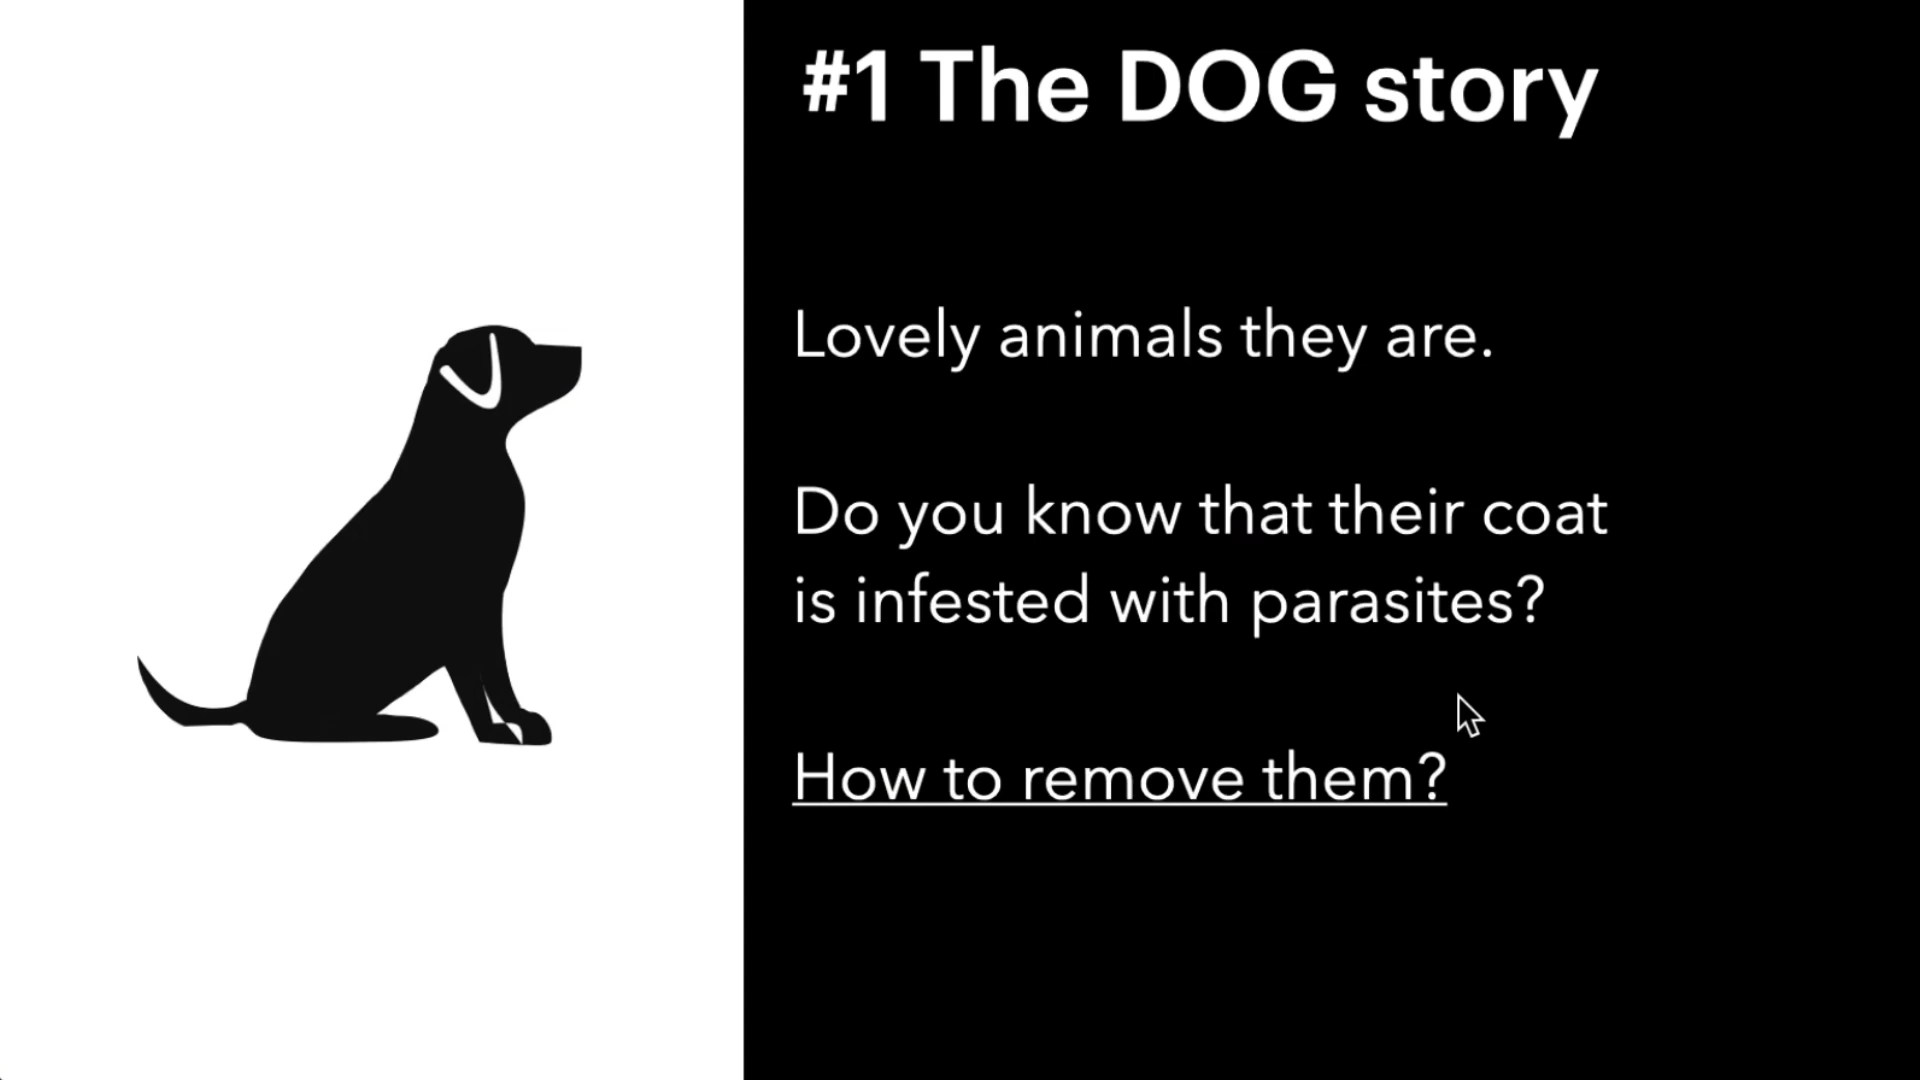 #1 The DOG story
Lovely animals they are.
Do you know that their coat
is infested with parasites?
How to remove them?